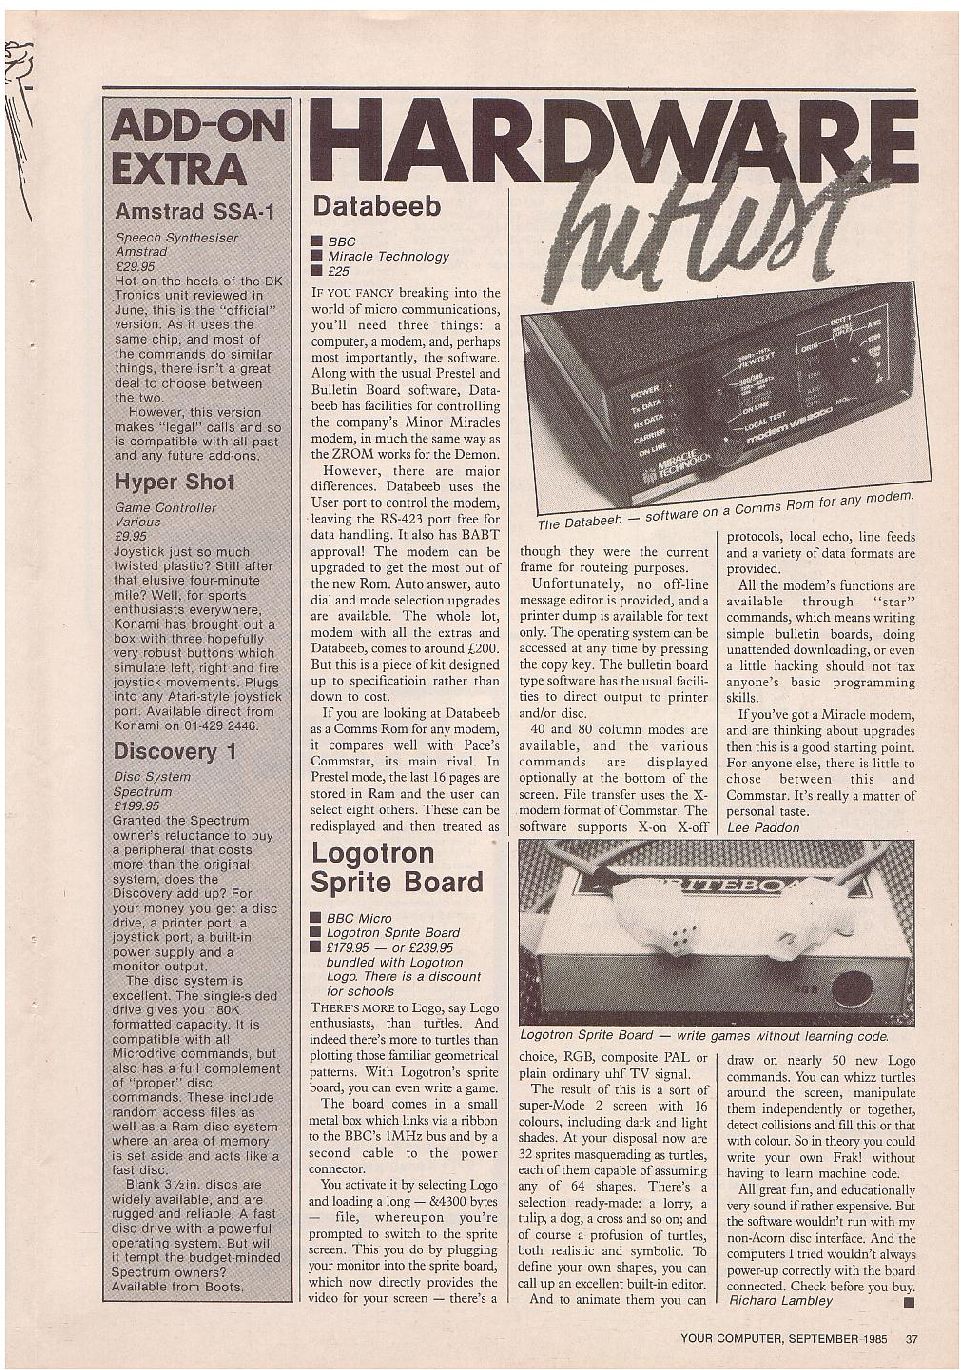 ADD-ON
EXTRA
Amstrad SSA-1
Speech Synthesiser
Amstrad
£29.95
Hot on the heels of the DK
Tronics unit reviewed in
June, this is the "official"
version. As it uses the
same chip, and most of
the commands do similar
things, there isn't a great
deal to choose between
the two.
However, this version
makes "legal" calls and so
is compatible with all past
and any future add-ons.
Hyper Shot
Game Controller
Various
£9.95
Joystick just so much
twisted plastic? Still after
that elusive four-minute
mile? Well, for sports
enthusiasts everywhere,
Korami has brought out a
box with three hopefully
very robust buttons which
simulate left, right and fire
joystick movements. Plugs
into any Atari-style joystick
port. Available direct from
Korami on 01-429 2446.
Discovery 1
Disc System
Spectrum
£199.95
Granted the Spectrum
owner's reluctance to buy
a peripheral that costs
more than the original
system, does the
Discovery add up? For
your money you get a disc
drive, a printer port, a
joystick port, a built-in
power supply and a
monitor output.
The disc system is
excellent. The single-sided
drive gives you 180K
formatted capacity. It is
compatible with all
Microdrive commands, but
also has a full complement
of "proper" disc
commands. These include
random access files as
well as a Ram disc system
where an area of memory
is set aside and acts like a
fast disc.
Blank 3½in. discs are
widely available, and are
rugged and reliable. A fast
disc drive with a powerful
operating system. But will
it tempt the budget-minded
Spectrum owners?
Available from Boots.
HARDWARE
hit list
Databeeb
■ BBC
■ Miracle Technology
■ £25
IF YOU FANCY breaking into the
world of micro communications,
you'll need three things: a
computer, a modem, and, perhaps
most importantly, the software.
Along with the usual Prestel and
Bulletin Board software, Data-
beeb has facilities for controlling
the company's Minor Miracles
modem, in much the same way as
the ZROM works for the Demon.
However, there are major
differences. Databeeb uses the
User port to control the modem,
leaving the RS-423 port free for
data handling. It also has BABT
approval! The modem can be
upgraded to get the most out of
the new Rom. Auto answer, auto
dial and mode selection upgrades
are available. The whole lot,
modem with all the extras and
Databeeb, comes to around £200.
But this is a piece of kit designed
up to specificatioin rather than
down to cost.
If you are looking at Databeeb
as a Comms Rom for any modem,
it compares well with Pace's
Commstar, its main rival. In
Prestel mode, the last 16 pages are
stored in Ram and the user can
select eight others. These can be
redisplayed and then treated as
POWER
Tx DATA
Rx DATA
CARRIER
ON LINE
MIRACLE
TECHNOLOGY
VIEWTEXT
ON LINE
LOCAL TEST
modem ws2000
ORIG
ANS
The Databeeb — software on a Comms Rom for any modem.
though they were the current
frame for routeing purposes.
Unfortunately, no off-line
message editor is provided, and a
printer dump is available for text
only. The operating system can be
accessed at any time by pressing
the copy key. The bulletin board
type software has the usual facili-
ties to direct output to printer
and/or disc.
40 and 80 column modes are
available, and the various
commands are displayed
optionally at the bottom of the
screen. File transfer uses the X-
modem format of Commstar. The
software supports X-on X-off
protocols, local echo, line feeds
and a variety of data formats are
provided.
All the modem's functions are
available through "star"
commands, which means writing
simple bulletin boards, doing
unattended downloading, or even
a little hacking should not tax
anyone's basic programming
skills.
If you've got a Miracle modem,
and are thinking about upgrades
then this is a good starting point.
For anyone else, there is little to
chose between this and
Commstar. It's really a matter of
personal taste.
Lee Paddon
Logotron
Sprite Board
■ BBC Micro
■ Logotron Sprite Board
■ £179.95 — or £239.95
bundled with Logotron
Logo. There is a discount
for schools
THERE'S MORE to Logo, say Logo
enthusiasts, than turtles. And
indeed there's more to turtles than
plotting those familiar geometrical
patterns. With Logotron's sprite
board, you can even write a game.
The board comes in a small
metal box which links via a ribbon
to the BBC's 1MHz bus and by a
second cable to the power
connector.
You activate it by selecting Logo
and loading a long — &4300 bytes
— file, whereupon you're
prompted to switch to the sprite
screen. This you do by plugging
your monitor into the sprite board,
which now directly provides the
video for your screen — there's a
RITEBOA
Logotron Sprite Board — write games without learning code.
choice, RGB, composite PAL or
plain ordinary uhf TV signal.
The result of this is a sort of
super-Mode 2 screen with 16
colours, including dark and light
shades. At your disposal now are
32 sprites masquerading as turtles,
each of them capable of assuming
any of 64 shapes. There's a
selection ready-made: a lorry, a
tulip, a dog, a cross and so on; and
of course a profusion of turtles,
both realistic and symbolic. To
define your own shapes, you can
call up an excellent built-in editor.
And to animate them you can
draw on nearly 50 new Logo
commands. You can whizz turtles
around the screen, manipulate
them independently or together,
detect collisions and fill this or that
with colour. So in theory you could
write your own Frak! without
having to learn machine code.
All great fun, and educationally
very sound if rather expensive. But
the software wouldn't run with my
non-Acorn disc interface. And the
computers I tried wouldn't always
power-up correctly with the board
connected. Check before you buy.
Richard Lambley ■
YOUR COMPUTER, SEPTEMBER 1985 37